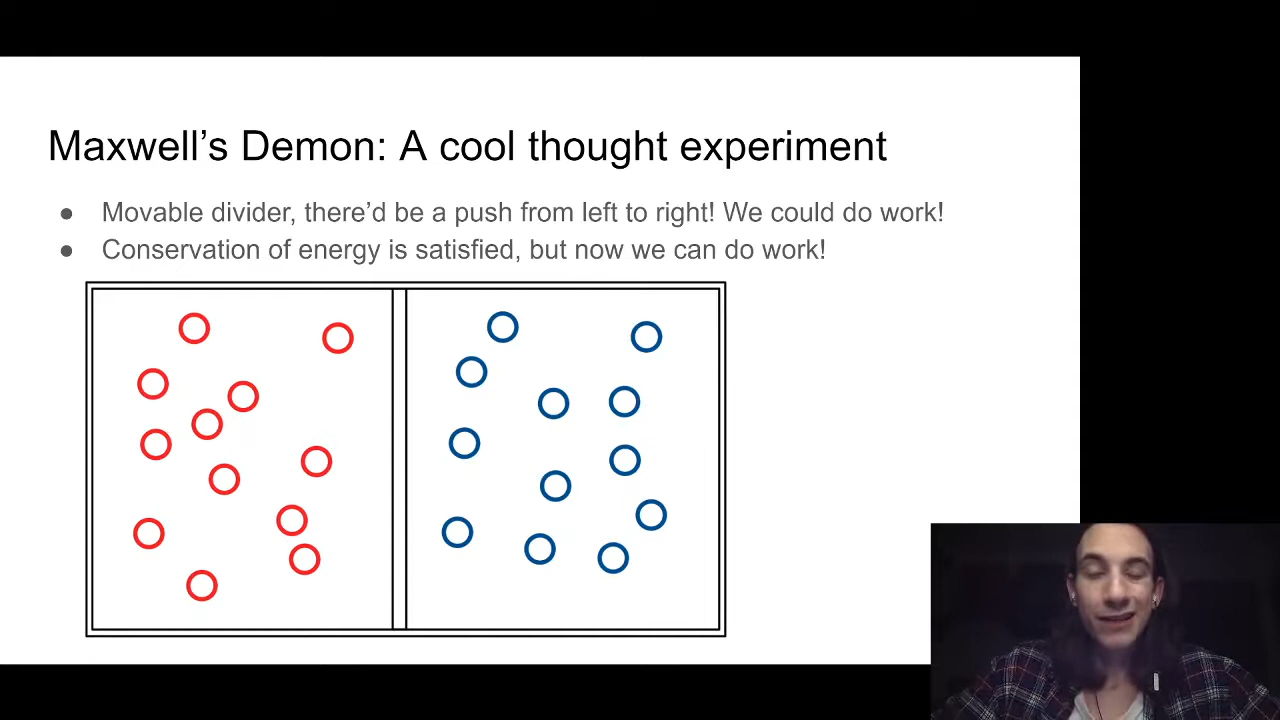 Maxwell’s Demon: A cool thought experiment
● Movable divider, there’d be a push from left to right! We could do work!
● Conservation of energy is satisfied, but now we can do work!